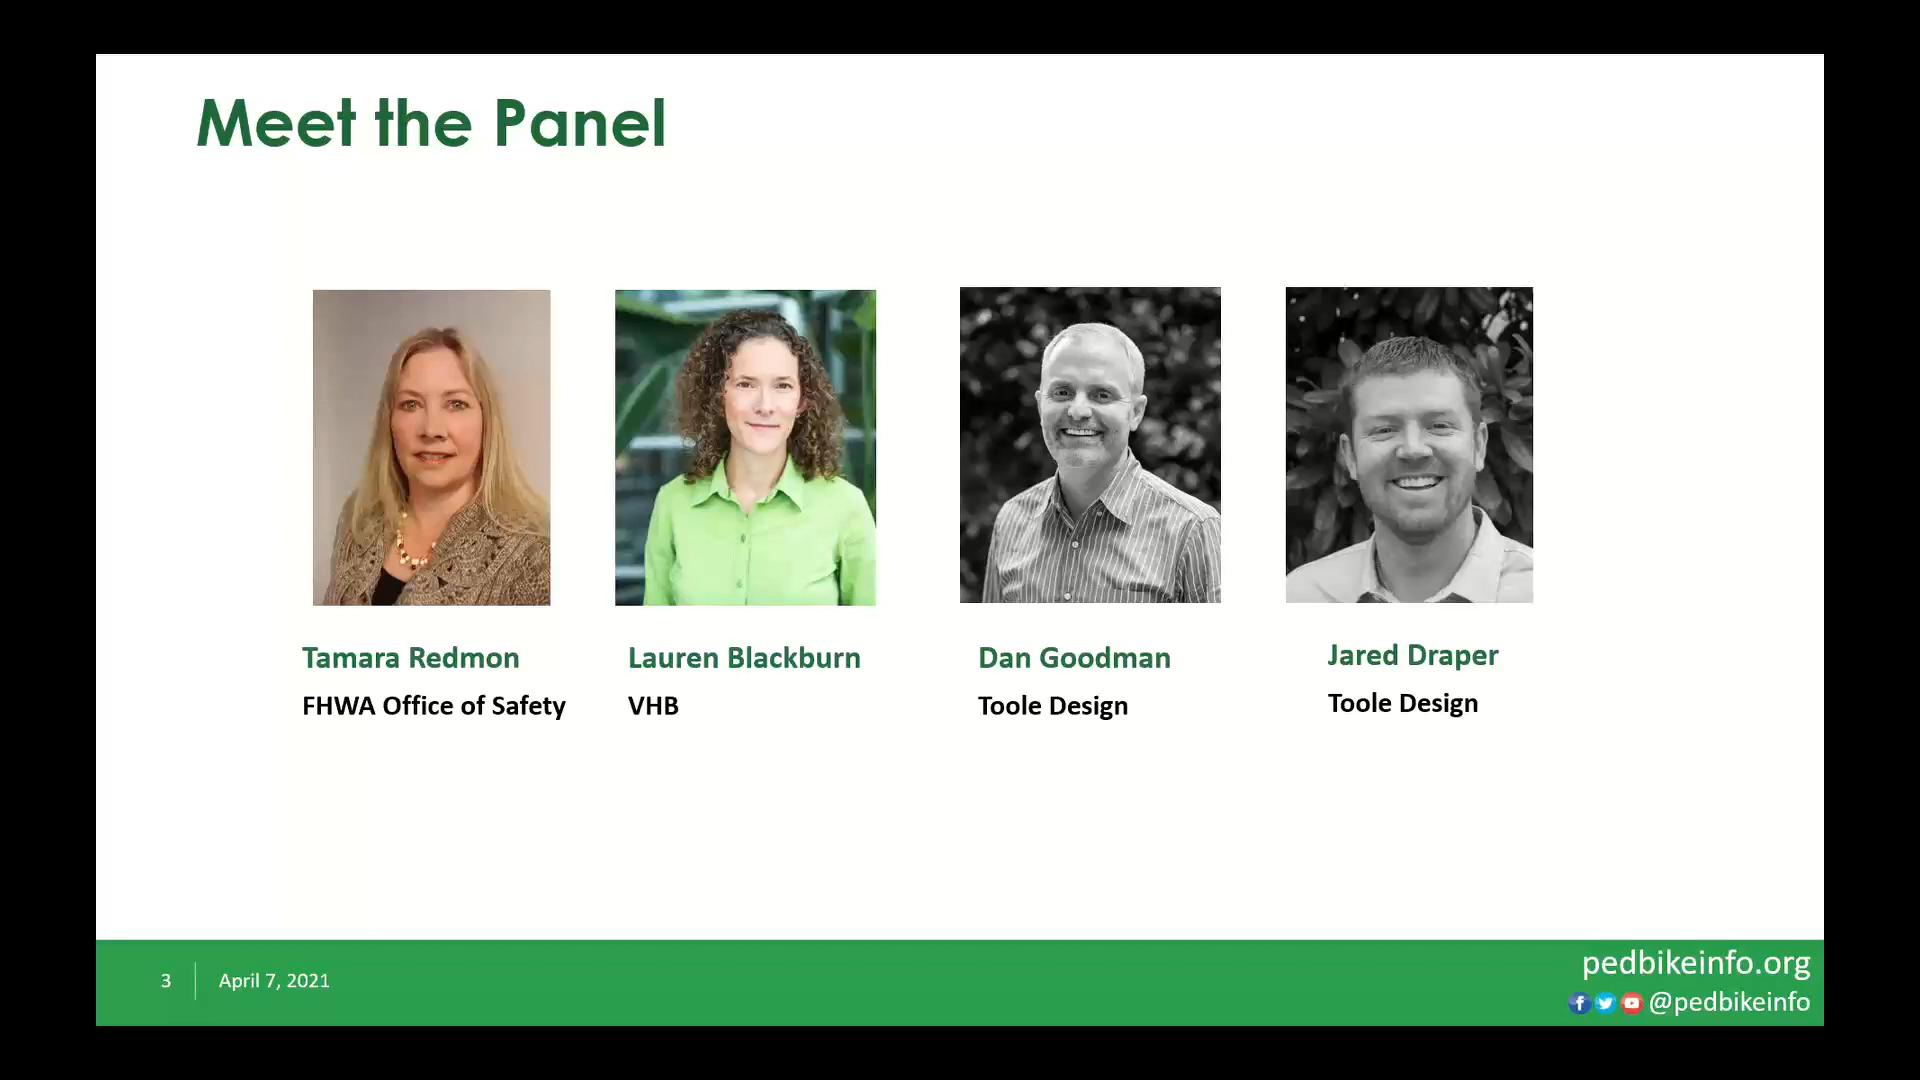 Meet the Panel
Tamara Redmon
FHWA Office of Safety
Lauren Blackburn
VHB
Dan Goodman
Toole Design
Jared Draper
Toole Design
3
April 7, 2021
pedbikeinfo.org
@pedbikeinfo